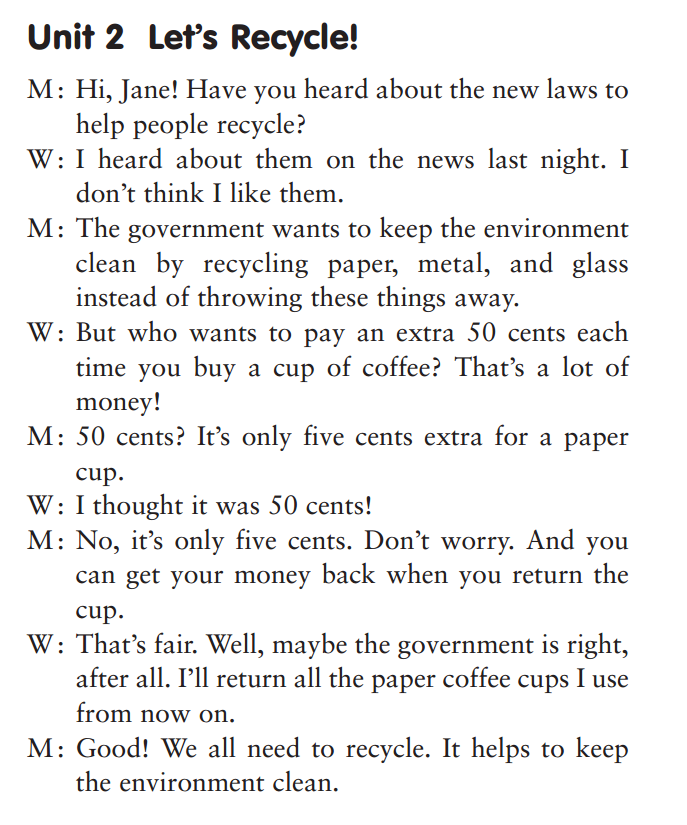 Unit 2 Let's Recycle!
M: Hi, Jane! Have you heard about the new laws to
help people recycle?
W: I heard about them on the news last night. I
don't think I like them.
M: The government wants to keep the environment
clean by recycling paper, metal, and glass
instead of throwing these things away.
W: But who wants to pay an extra 50 cents each
time you buy a cup of coffee? That's a lot of
money!
M: 50 cents? It's only five cents extra for a paper
cup.
W: I thought it was 50 cents!
M: No, it's only five cents. Don't worry. And you
can get your money back when you return the
cup.
W: That's fair. Well, maybe the government is right,
after all. I'll return all the paper coffee cups I use
from now on.
M: Good! We all need to recycle. It helps to keep
the environment clean.